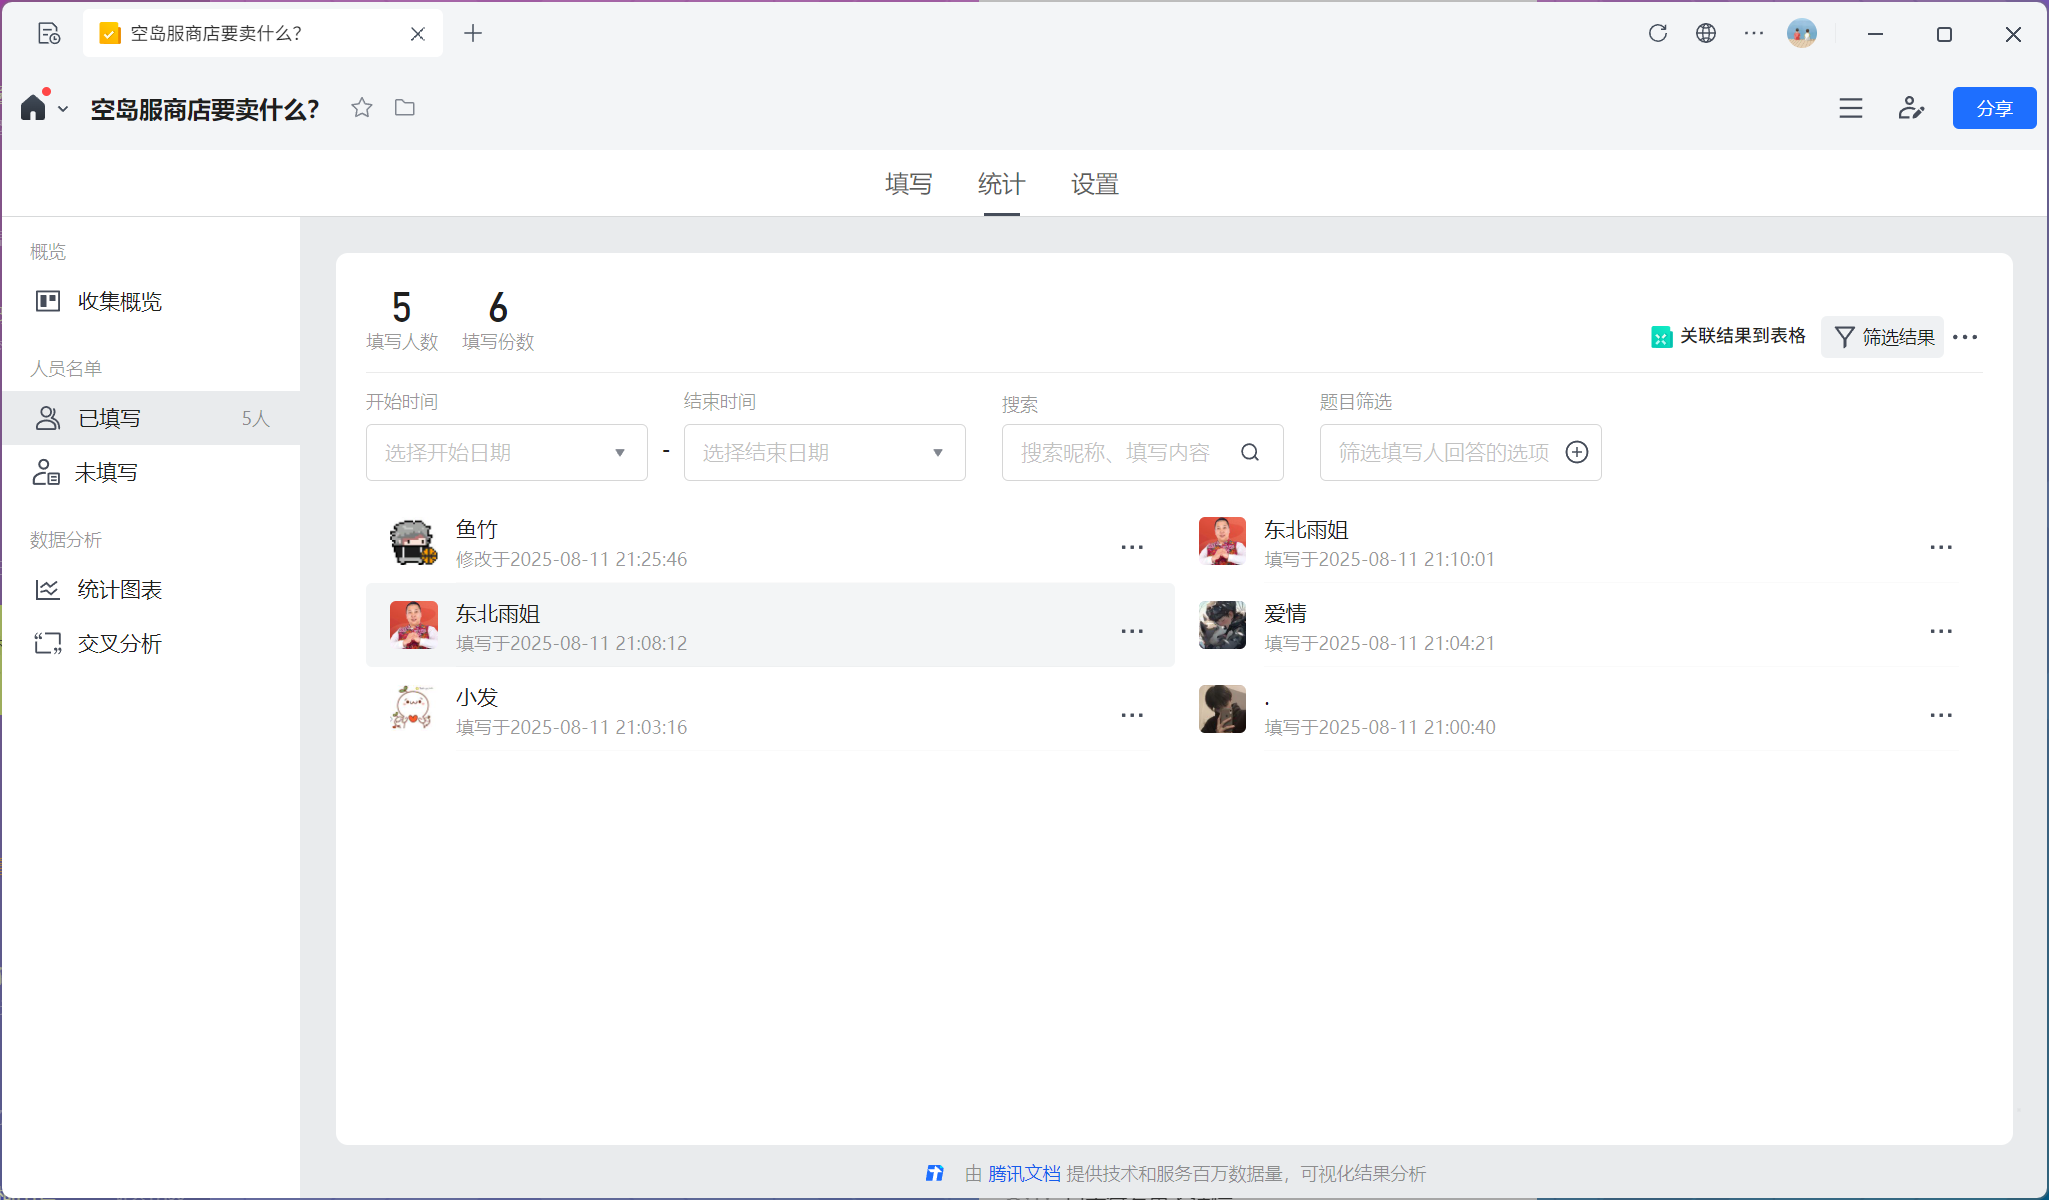 空岛服商店要卖什么?
空岛服商店要卖什么?
分享
填写 统计 设置
概览
收集概览
人员名单
已填写 5人
未填写
数据分析
统计图表
交叉分析
5 6
填写人数 填写份数
关联结果到表格 筛选结果
开始时间 结束时间 搜索 题目筛选
选择开始日期 - 选择结束日期 搜索昵称、填写内容 筛选填写人回答的选项
鱼竹
修改于2025-08-11 21:25:46
东北雨姐
填写于2025-08-11 21:10:01
东北雨姐
填写于2025-08-11 21:08:12
爱情
填写于2025-08-11 21:04:21
小发
填写于2025-08-11 21:03:16
.
填写于2025-08-11 21:00:40
由 腾讯文档 提供技术和服务百万数据量，可视化结果分析